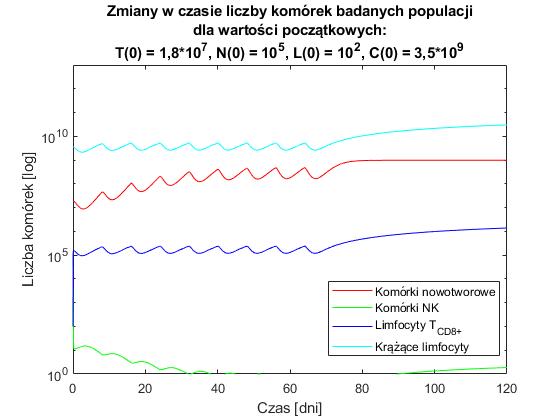 Zmiany w czasie liczby komórek badanych populacji
dla wartości początkowych:
T(0) = 1,8*10^7, N(0) = 10^5, L(0) = 10^2, C(0) = 3,5*10^9
10^10
10^5
10^0
Liczba komórek [log]
Komórki nowotworowe
Komórki NK
Limfocyty T_CD8+
Krążące limfocyty
0 20 40 60 80 100 120
Czas [dni]